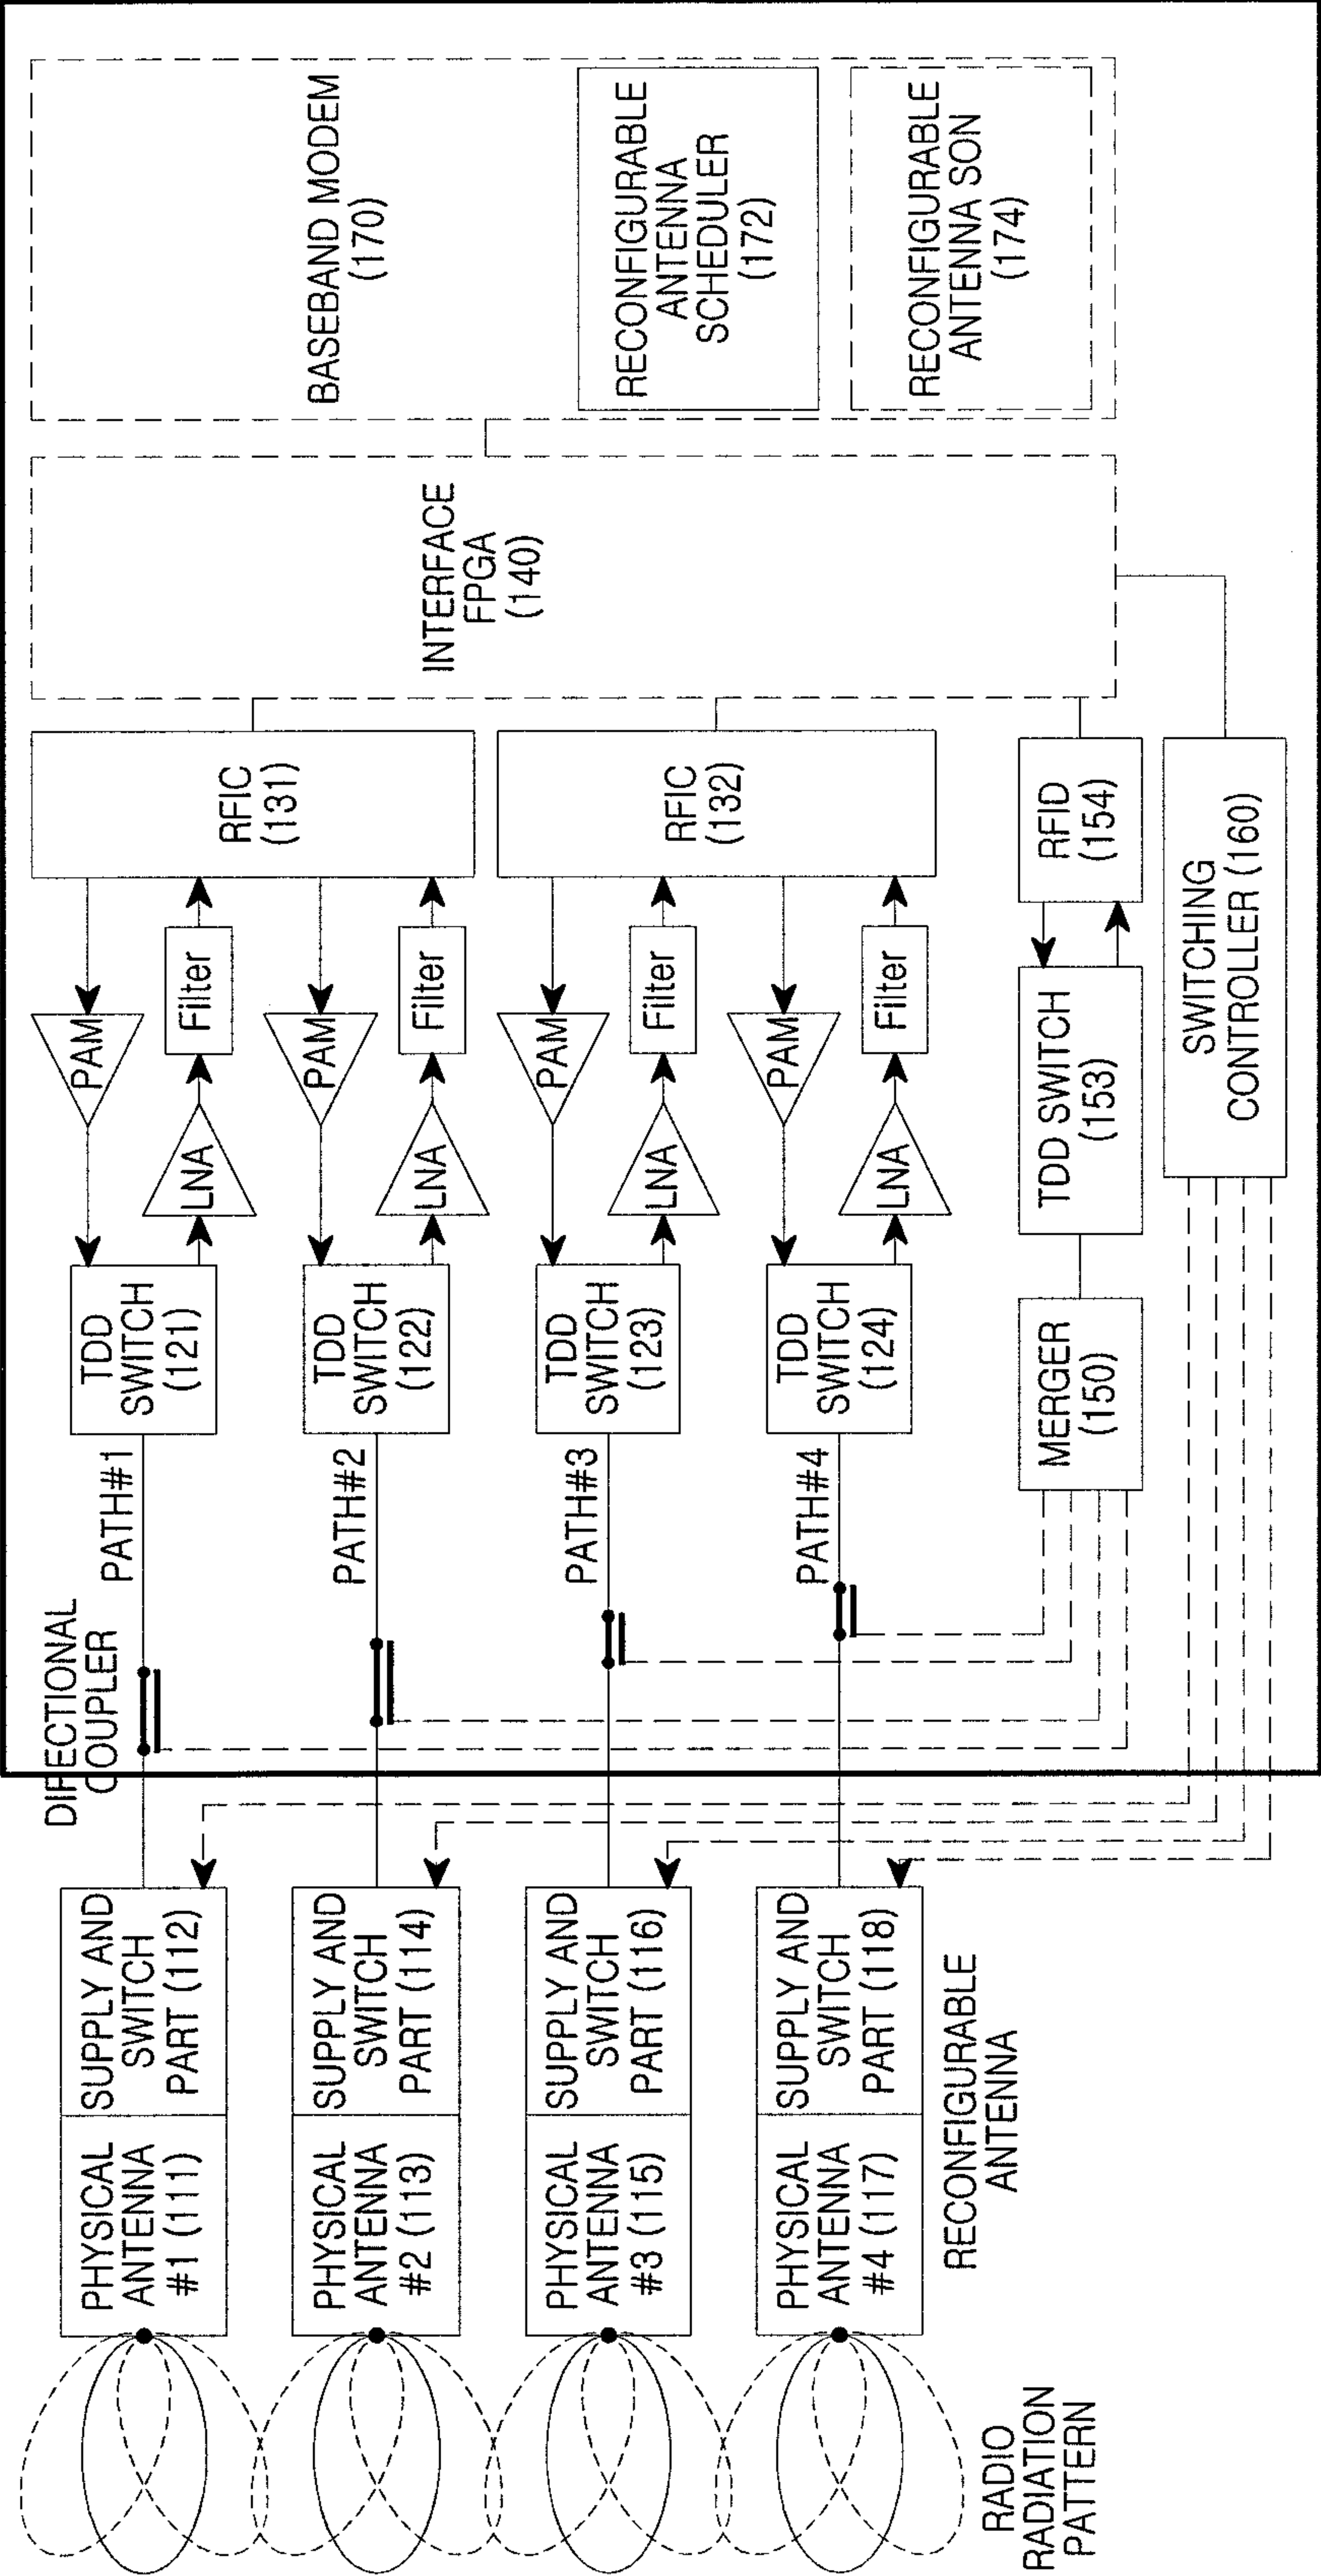 PHYSICAL
ANTENNA
#1 (111)
SUPPLY AND
SWITCH
PART (112)
DIRECTIONAL
COUPLER
PATH#1
TDD
SWITCH
(121)
PAM
LNA
Filter
RFIC
(131)
PHYSICAL
ANTENNA
#2 (113)
SUPPLY AND
SWITCH
PART (114)
PATH#2
TDD
SWITCH
(122)
PAM
LNA
Filter
PHYSICAL
ANTENNA
#3 (115)
SUPPLY AND
SWITCH
PART (116)
PATH#3
TDD
SWITCH
(123)
PAM
LNA
Filter
RFIC
(132)
PHYSICAL
ANTENNA
#4 (117)
SUPPLY AND
SWITCH
PART (118)
PATH#4
TDD
SWITCH
(124)
PAM
LNA
Filter
RADIO
RADIATION
PATTERN
RECONFIGURABLE
ANTENNA
MERGER
(150)
TDD SWITCH
(153)
RFID
(154)
SWITCHING
CONTROLLER (160)
INTERFACE
FPGA
(140)
BASEBAND MODEM
(170)
RECONFIGURABLE
ANTENNA
SCHEDULER
(172)
RECONFIGURABLE
ANTENNA SON
(174)